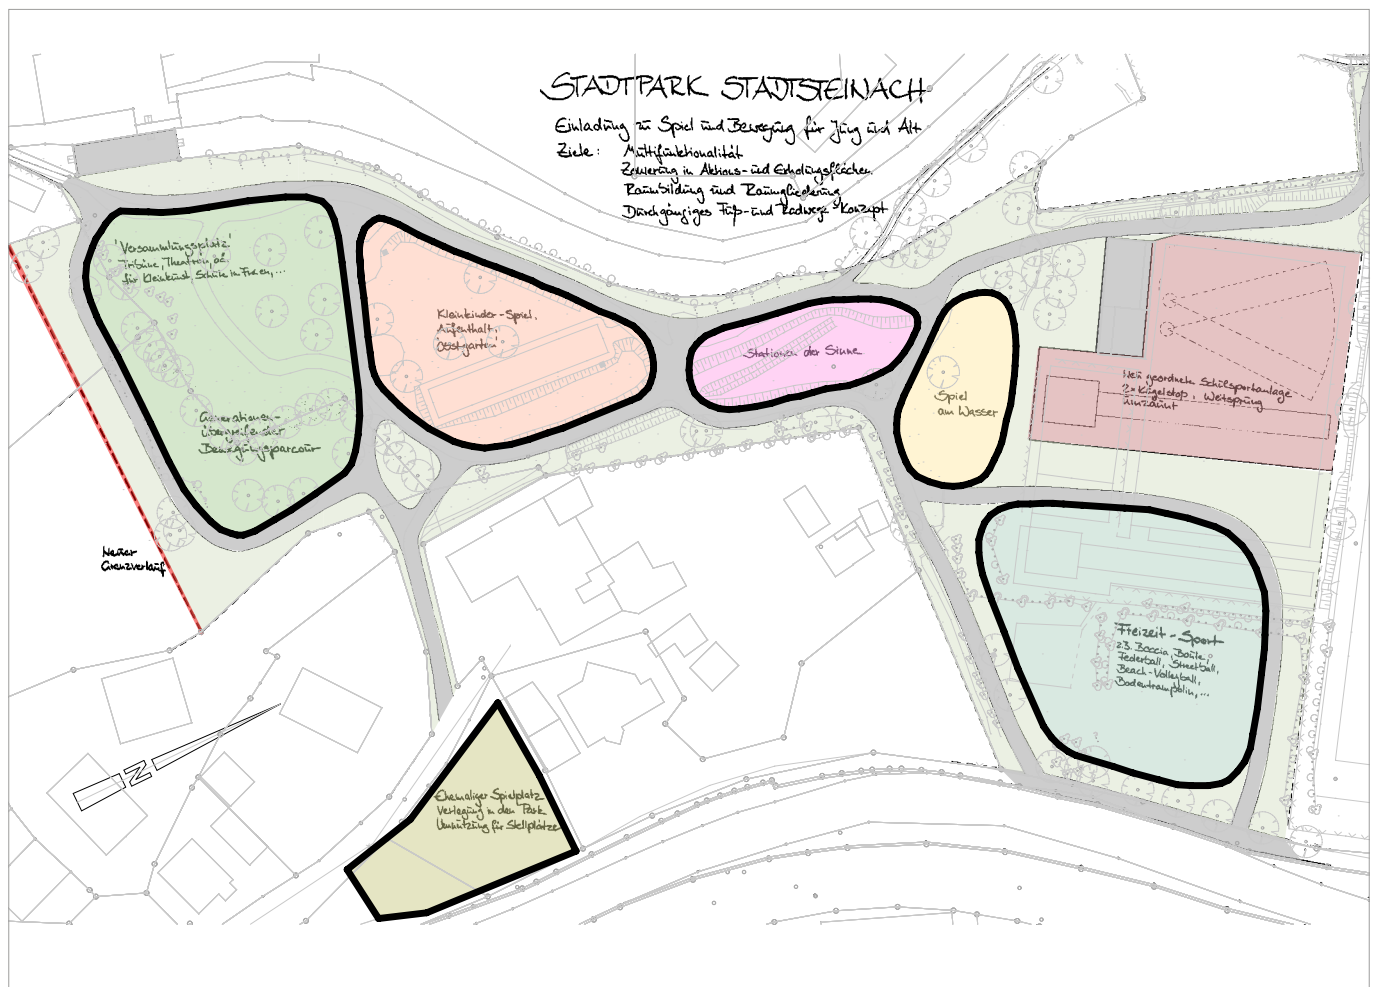 STADTPARK STADTSTEINACH
Einladung zu Spiel und Bewegung für Jung und Alt
Ziele: Multifunktionalität
Zonierung in Aktions- und Erholungsflächen
Raumbildung und Raumgliederung
Durchgängiges Fuß- und Radwege-Konzept
'Versammlungsplatz'
Tribüne, Theatron, o.ä.
für Kleinkunst, Schule im Freien,...
Kleinkinder-Spiel,
Aufenthalt,
'Obstgarten'
Stationen der Sinne
Spiel
am Wasser
Neu geordnete Schulsportanlage
2x Kugelstoß, Weitsprung
umzäunt
Generationen-
übergreifender
Bewegungsparcour
Neuer
Grenzverlauf
Freizeit-Sport
z.B. Boccia, Boule,
Federball, Streetball,
Beach-Volleyball,
Bodentrampolin,...
N
Ehemaliger Spielplatz
Verlegung in den Park
Umnutzung für Stellplätze